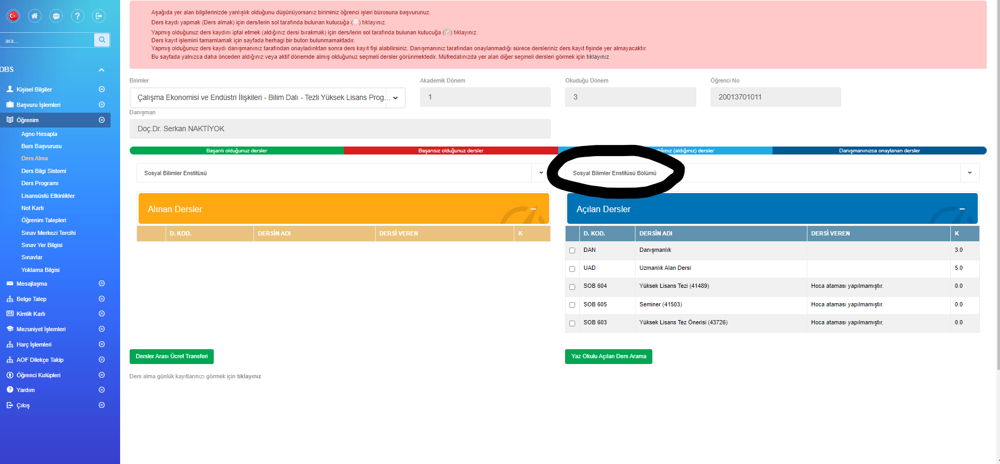 ara...
OBS
Kişisel Bilgiler
Başvuru İşlemleri
Öğrenim
Agno Hesapla
Burs Başvurusu
Ders Alma
Ders Bilgi Sistemi
Ders Programı
Lisansüstü Etkinlikler
Not Kartı
Öğrenim Talepleri
Sınav Merkezi Tercihi
Sınav Yer Bilgisi
Sınavlar
Yoklama Bilgisi
Mesajlaşma
Belge Talep
Kimlik Kartı
Mezuniyet İşlemleri
Harç İşlemleri
AOF Dilekçe Takip
Öğrenci Kulüpleri
Yardım
Çıkış
Aşağıda yer alan bilgilerinizde yanlışlık olduğunu düşünüyorsanız biriminiz öğrenci işleri bürosuna başvurunuz.
Ders kaydı yapmak (Ders almak) için ders/lerin sol tarafında bulunan kutucuğa ( ) tıklayınız.
Yapmış olduğunuz ders kaydını iptal etmek (aldığınız dersi bırakmak) için ders/lerin sol tarafında bulunan kutucuğa (✓) tıklayınız.
Ders kayıt işlemini tamamlamak için sayfada herhagi bir buton bulunmamaktadır.
Yapmış olduğunuz ders kaydı danışmanınız tarafından onayladınktan sonra ders kayıt fişi alabilirsiniz. Danışmanınız tarafından onaylanmadığı sürece dersleriniz ders kayıt fişinde yer almayacaktır.
Bu sayfada yalnızca daha önceden aldığınız veya aktif dönemde almış olduğunuz seçmeli dersler görünmektedir. Müfredatınızda yer alan diğer seçmeli dersleri görmek için tıklayınız
Birimler Akademik Dönem Okuduğu Dönem Öğrenci No
Çalışma Ekonomisi ve Endüstri İlişkileri - Bilim Dalı - Tezli Yüksek Lisans Prog... 1 3 20013701011
Danışman
Doç.Dr. Serkan NAKTİYOK
Başarılı olduğunuz dersler Başarısız olduğunuz dersler (aldığınız) dersler Danışmanınızca onaylanan dersler
Sosyal Bilimler Enstitüsü Sosyal Bilimler Enstitüsü Bölümü
Alınan Dersler
D. KOD. DERSİN ADI DERSİ VEREN K
Açılan Dersler
D. KOD. DERSİN ADI DERSİ VEREN K
DAN Danışmanlık 3.0
UAD Uzmanlık Alan Dersi 5.0
SOB 604 Yüksek Lisans Tezi (41489) Hoca ataması yapılmamıştır. 0.0
SOB 605 Seminer (41503) Hoca ataması yapılmamıştır. 0.0
SOB 603 Yüksek Lisans Tez Önerisi (43726) Hoca ataması yapılmamıştır. 0.0
Dersler Arası Ücret Transferi Yaz Okulu Açılan Ders Arama
Ders alma günlük kayıtlarınızı görmek için tıklayınız